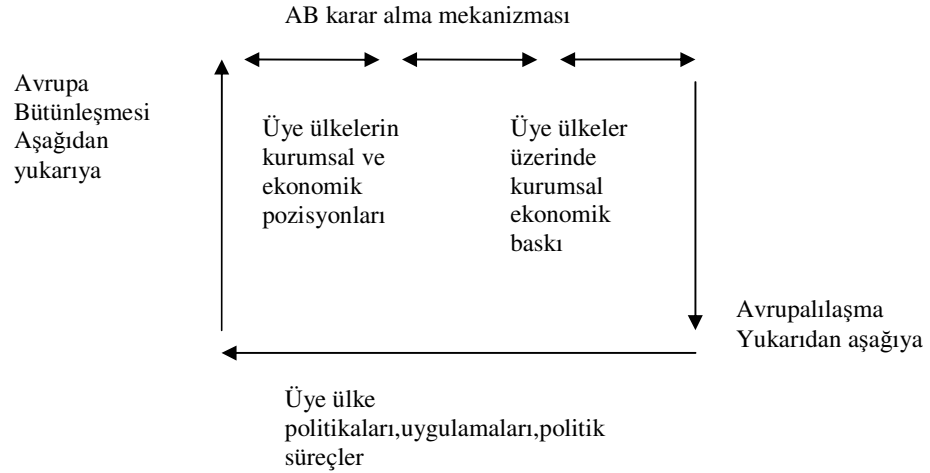 AB karar alma mekanizması
Avrupa
Bütünleşmesi
Aşağıdan
yukarıya
Üye ülkelerin
kurumsal ve
ekonomik
pozisyonları
Üye ülkeler
üzerinde
kurumsal
ekonomik
baskı
Avrupalılaşma
Yukarıdan aşağıya
Üye ülke
politikaları,uygulamaları,politik
süreçler